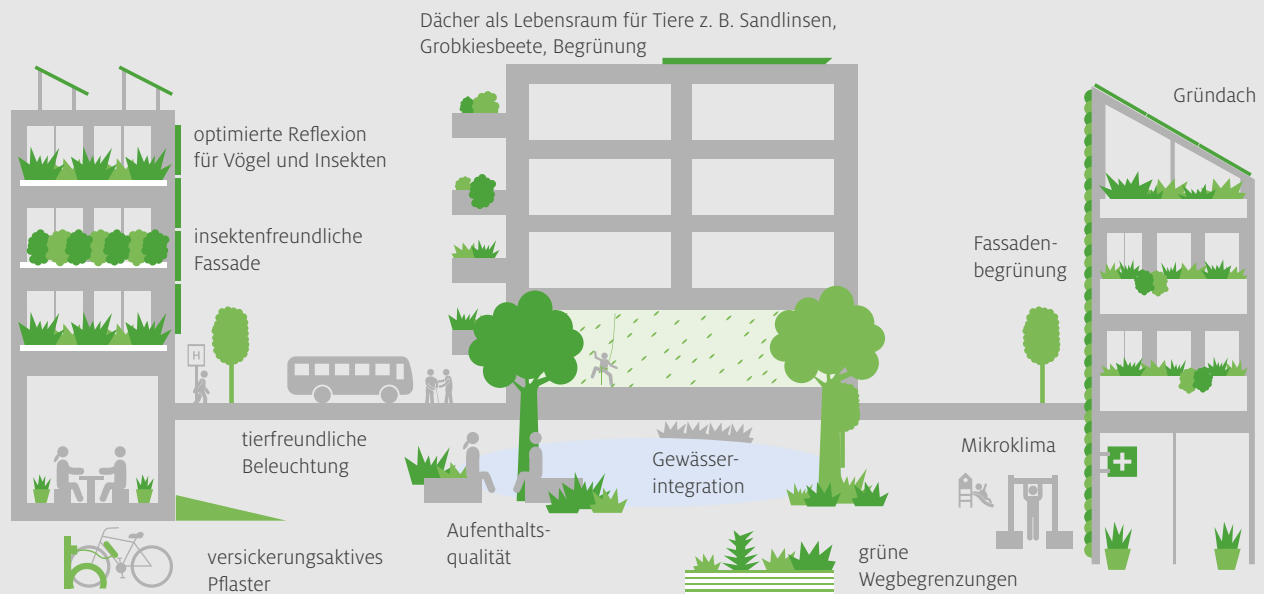 Dächer als Lebensraum für Tiere z. B. Sandlinsen,
Grobkiesbeete, Begrünung
Gründach
optimierte Reflexion
für Vögel und Insekten
insektenfreundliche
Fassade
Fassaden-
begrünung
H
tierfreundliche
Beleuchtung
Gewässer-
integration
Mikroklima
Aufenthalts-
qualität
versickerungsaktives
Pflaster
grüne
Wegbegrenzungen